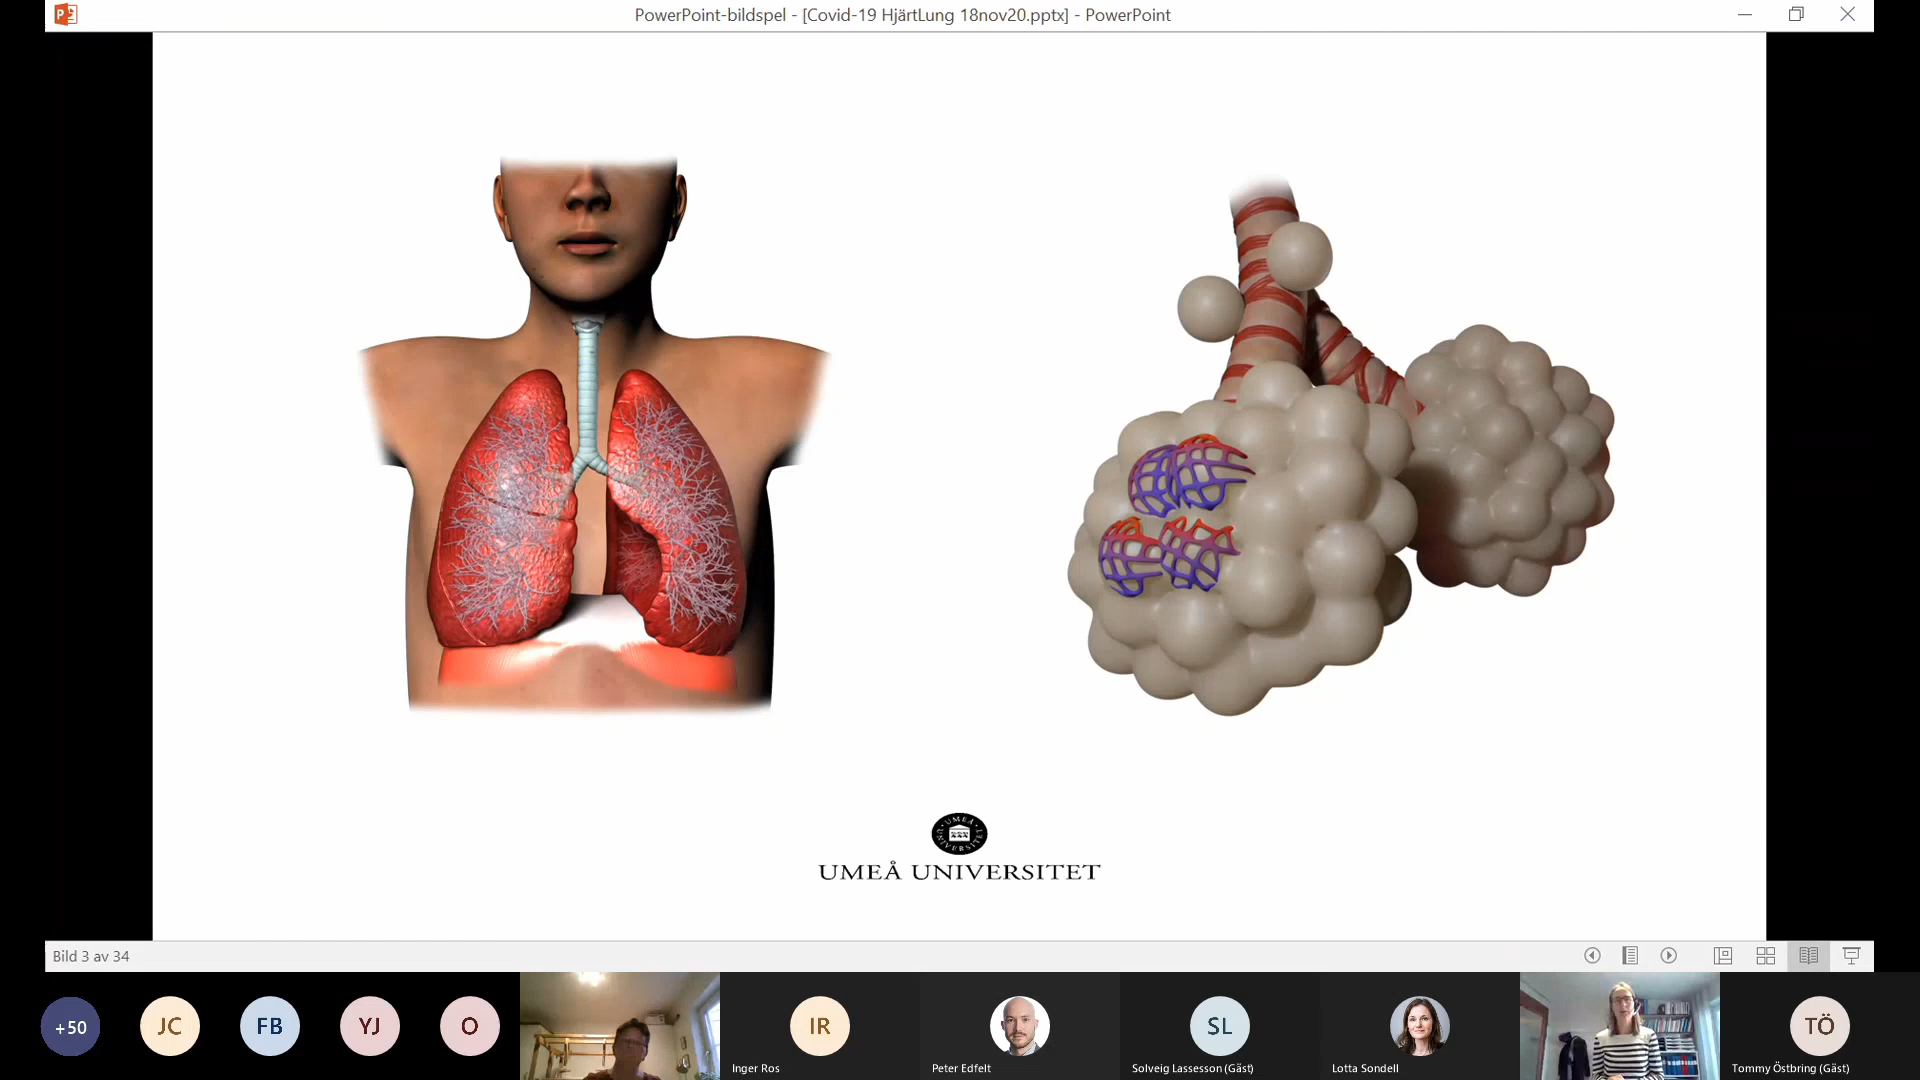 PowerPoint-bildspel - [Covid-19 HjärtLung 18nov20.pptx] - PowerPoint
UMEÅ UNIVERSITET
Bild 3 av 34
+50
JC
FB
YJ
O
IR
SL
TÖ
Inger Ros
Peter Edfelt
Solveig Lassesson (Gäst)
Lotta Sondell
Tommy Östbring (Gäst)